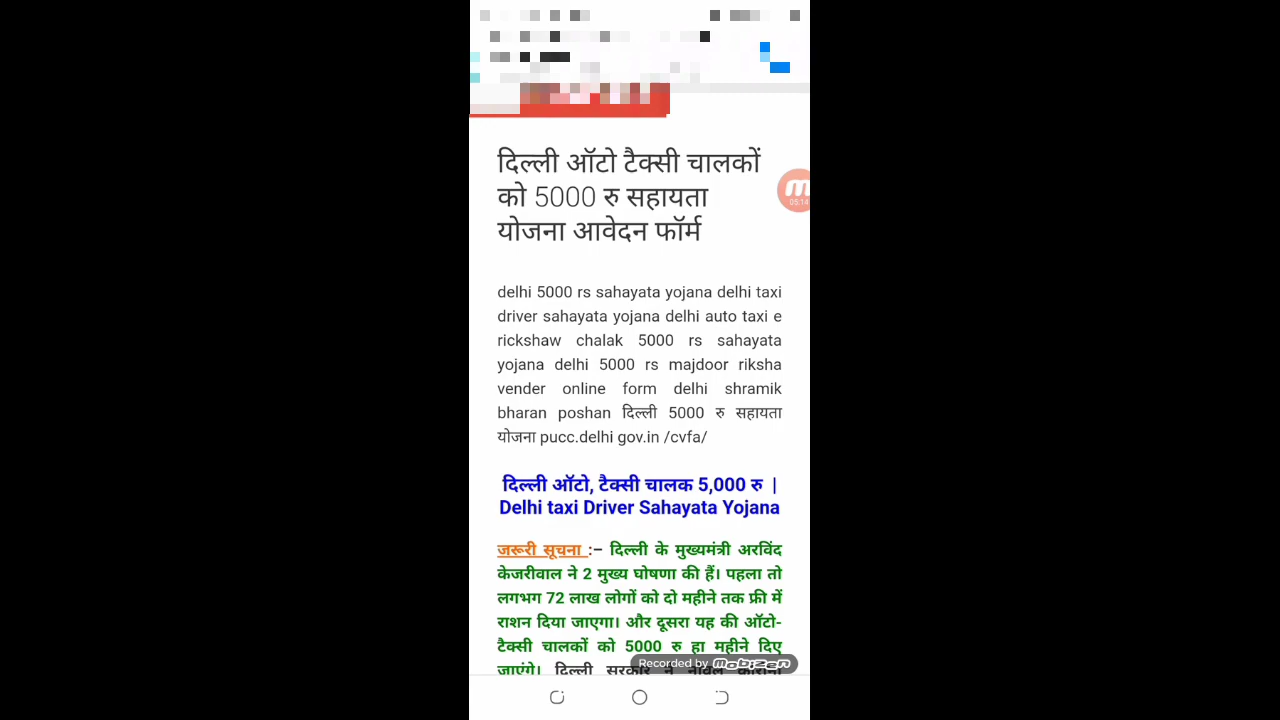 दिल्ली ऑटो टैक्सी चालकों
को 5000 रु सहायता
योजना आवेदन फॉर्म
05:14
delhi 5000 rs sahayata yojana delhi taxi
driver sahayata yojana delhi auto taxi e
rickshaw chalak 5000 rs sahayata
yojana delhi 5000 rs majdoor riksha
vender online form delhi shramik
bharan poshan दिल्ली 5000 रु सहायता
योजना pucc.delhi gov.in /cvfa/
दिल्ली ऑटो, टैक्सी चालक 5,000 रु |
Delhi taxi Driver Sahayata Yojana
जरूरी सूचना :– दिल्ली के मुख्यमंत्री अरविंद
केजरीवाल ने 2 मुख्य घोषणा की हैं। पहला तो
लगभग 72 लाख लोगों को दो महीने तक फ्री में
राशन दिया जाएगा। और दूसरा यह की ऑटो-
टैक्सी चालकों को 5000 रु हा महीने दिए
जाएंगे। दिल्ली सरकार ने
Recorded by mobizen